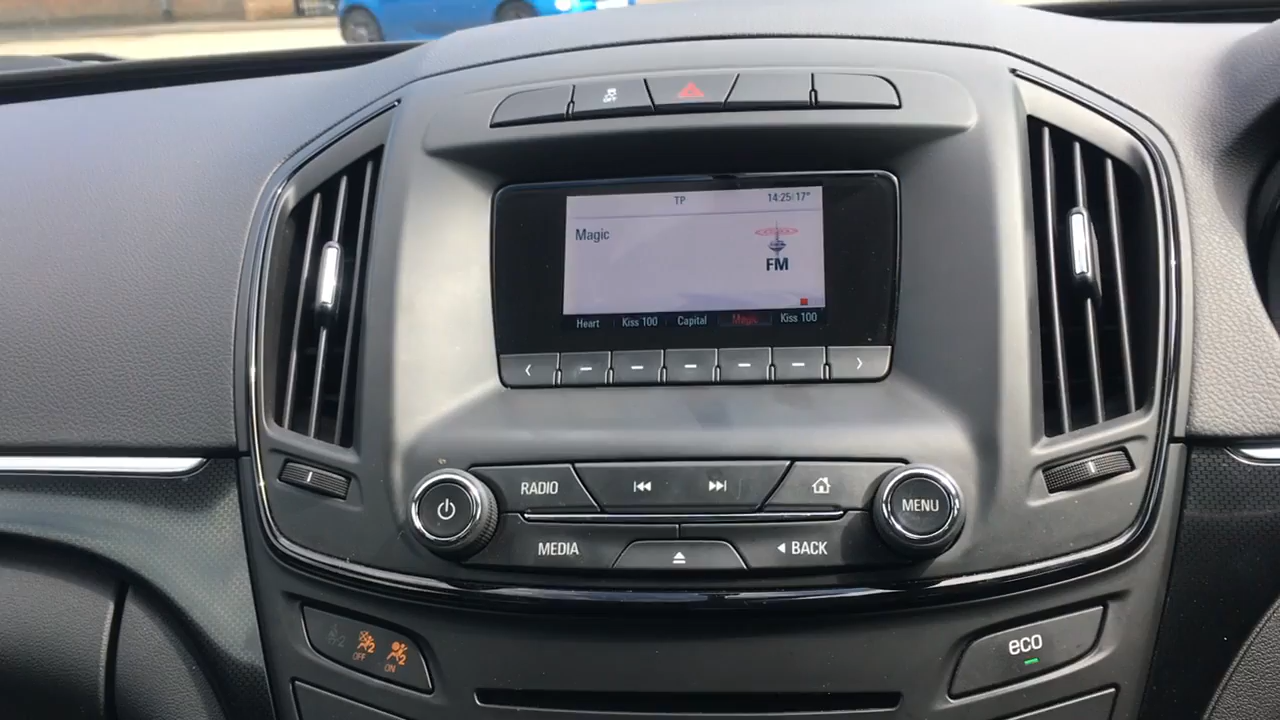 OFF
TP 14:25 17°
Magic
FM
Heart Kiss 100 Capital Magic Kiss 100
RADIO
MENU
MEDIA
BACK
OFF
ON
eco